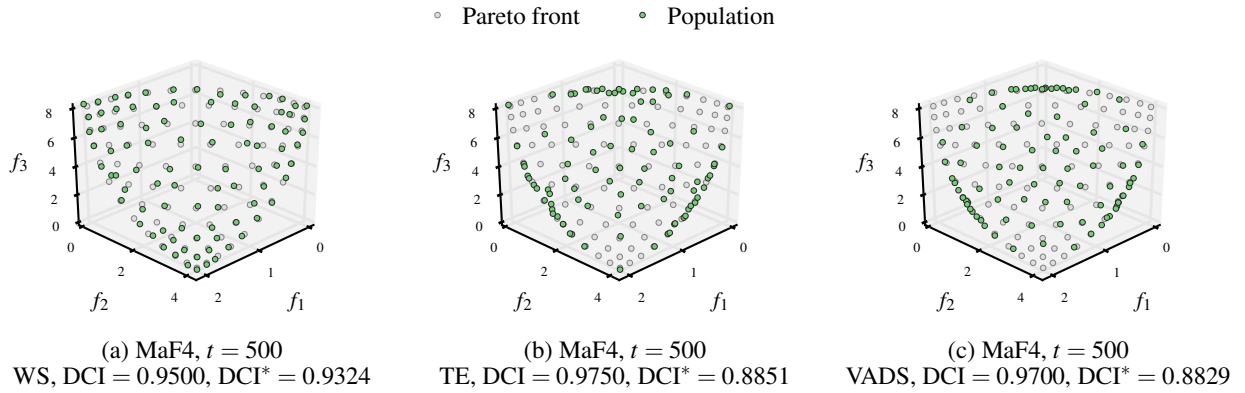 Pareto front Population
8
6
f₃
4
2
0
0
2
f₂
4
2
1
f₁
0
8
6
f₃
4
2
0
0
2
f₂
4
2
1
f₁
0
8
6
f₃
4
2
0
0
2
f₂
4
2
1
f₁
0
(a) MaF4, t = 500
WS, DCI = 0.9500, DCI* = 0.9324
(b) MaF4, t = 500
TE, DCI = 0.9750, DCI* = 0.8851
(c) MaF4, t = 500
VADS, DCI = 0.9700, DCI* = 0.8829